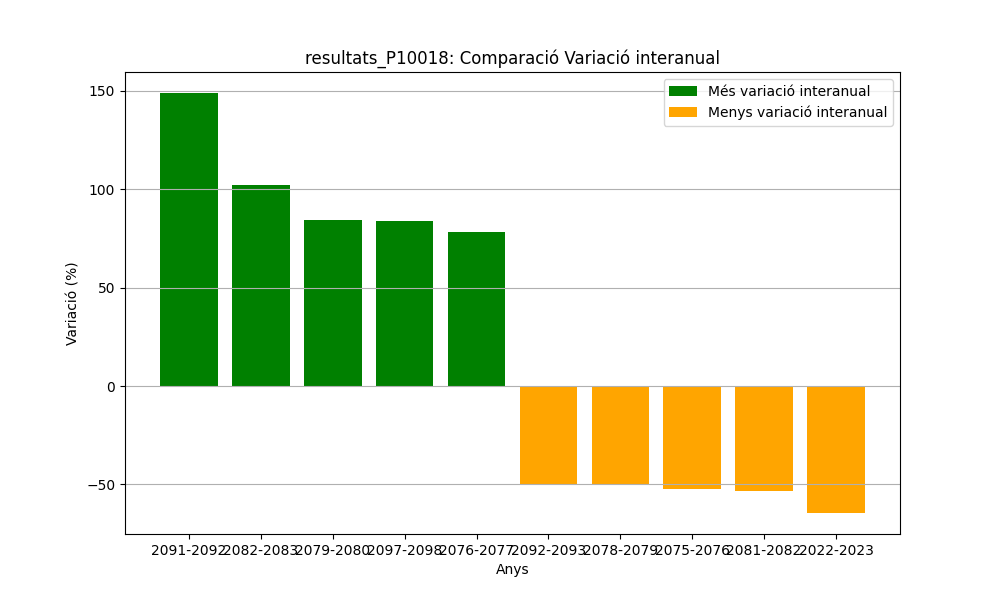 resultats_P10018: Comparació Variació interanual
Més variació interanual
Menys variació interanual
Variació (%)
150
100
50
0
−50
2091-2092 2082-2083 2079-2080 2097-2098 2076-2077 2092-2093 2078-2079 2075-2076 2081-2082 2022-2023
Anys